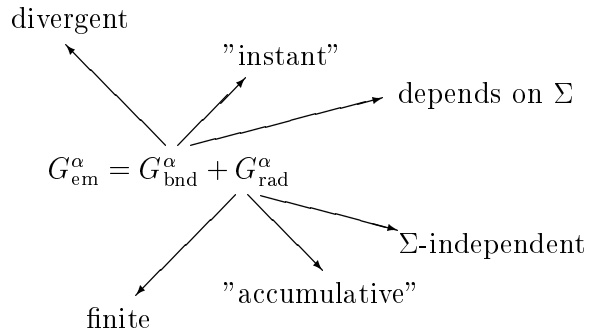 divergent
"instant"
depends on Σ
G^α_em = G^α_bnd + G^α_rad
Σ-independent
"accumulative"
finite